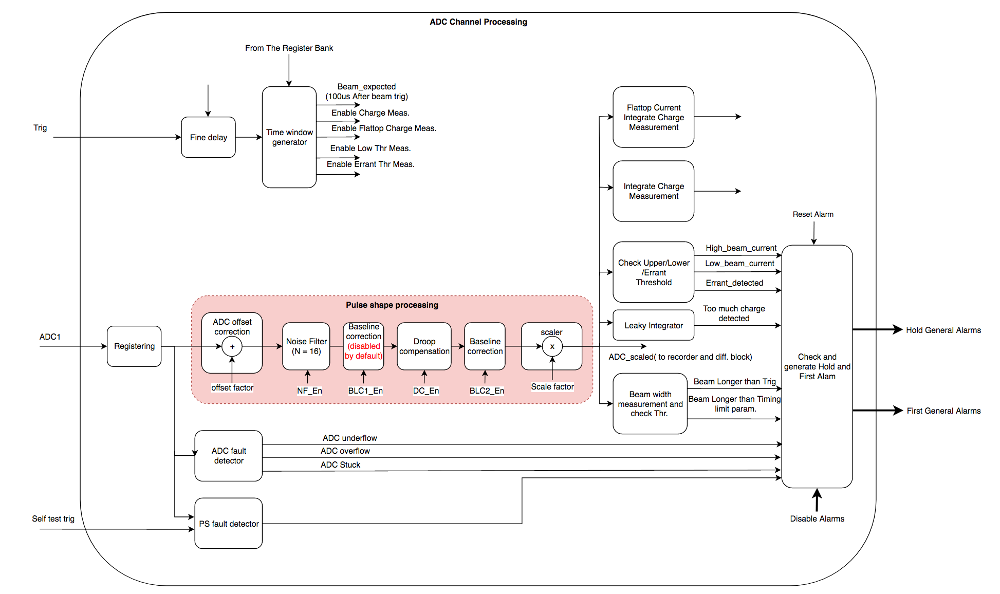 ADC Channel Processing
From The Register Bank
Beam_expected
(100us After beam trig)
Enable Charge Meas.
Enable Flattop Charge Meas.
Enable Low Thr Meas.
Enable Errant Thr Meas.
Trig
Fine delay
Time window
generator
Flattop Current
Integrate Charge
Measurement
Integrate Charge
Measurement
Reset Alarm
Check Upper/Lower
/Errant
Threshold
High_beam_current
Low_beam_current
Errant_detected
Leaky Integrator
Too much charge
detected
ADC_scaled( to recorder and diff. block)
Beam width
measurement and
check Thr.
Beam Longer than Trig
Beam Longer than Timing
limit param.
Check and
generate Hold and
First Alam
Hold General Alarms
First General Alarms
Disable Alarms
Pulse shape processing
ADC1
Registering
ADC offset
correction
+
offset factor
Noise Filter
(N = 16)
NF_En
Baseline
correction
(disabled
by default)
BLC1_En
Droop
compensation
DC_En
Baseline
correction
BLC2_En
scaler
x
Scale factor
ADC fault
detector
ADC underflow
ADC overflow
ADC Stuck
Self test trig
PS fault detector